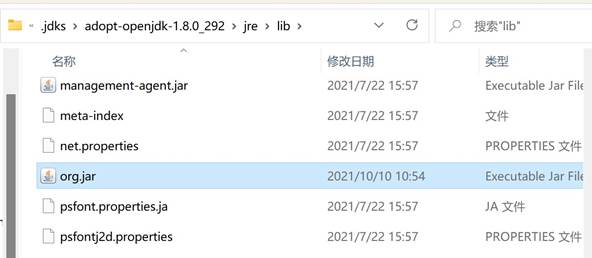 « .jdks › adopt-openjdk-1.8.0_292 › jre › lib › 搜索"lib"
名称 修改日期 类型
management-agent.jar 2021/7/22 15:57 Executable Jar File
meta-index 2021/7/22 15:57 文件
net.properties 2021/7/22 15:57 PROPERTIES 文件
org.jar 2021/10/10 10:54 Executable Jar File
psfont.properties.ja 2021/7/22 15:57 JA 文件
psfontj2d.properties 2021/7/22 15:57 PROPERTIES 文件